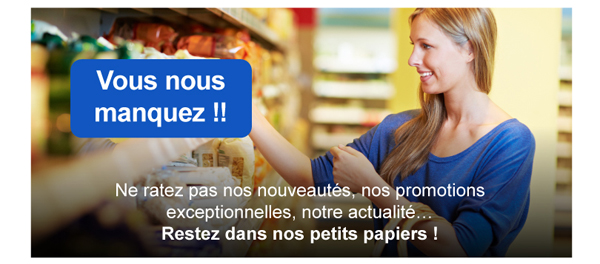 Vous nous
manquez !!
Ne ratez pas nos nouveautés, nos promotions
exceptionnelles, notre actualité…
Restez dans nos petits papiers !